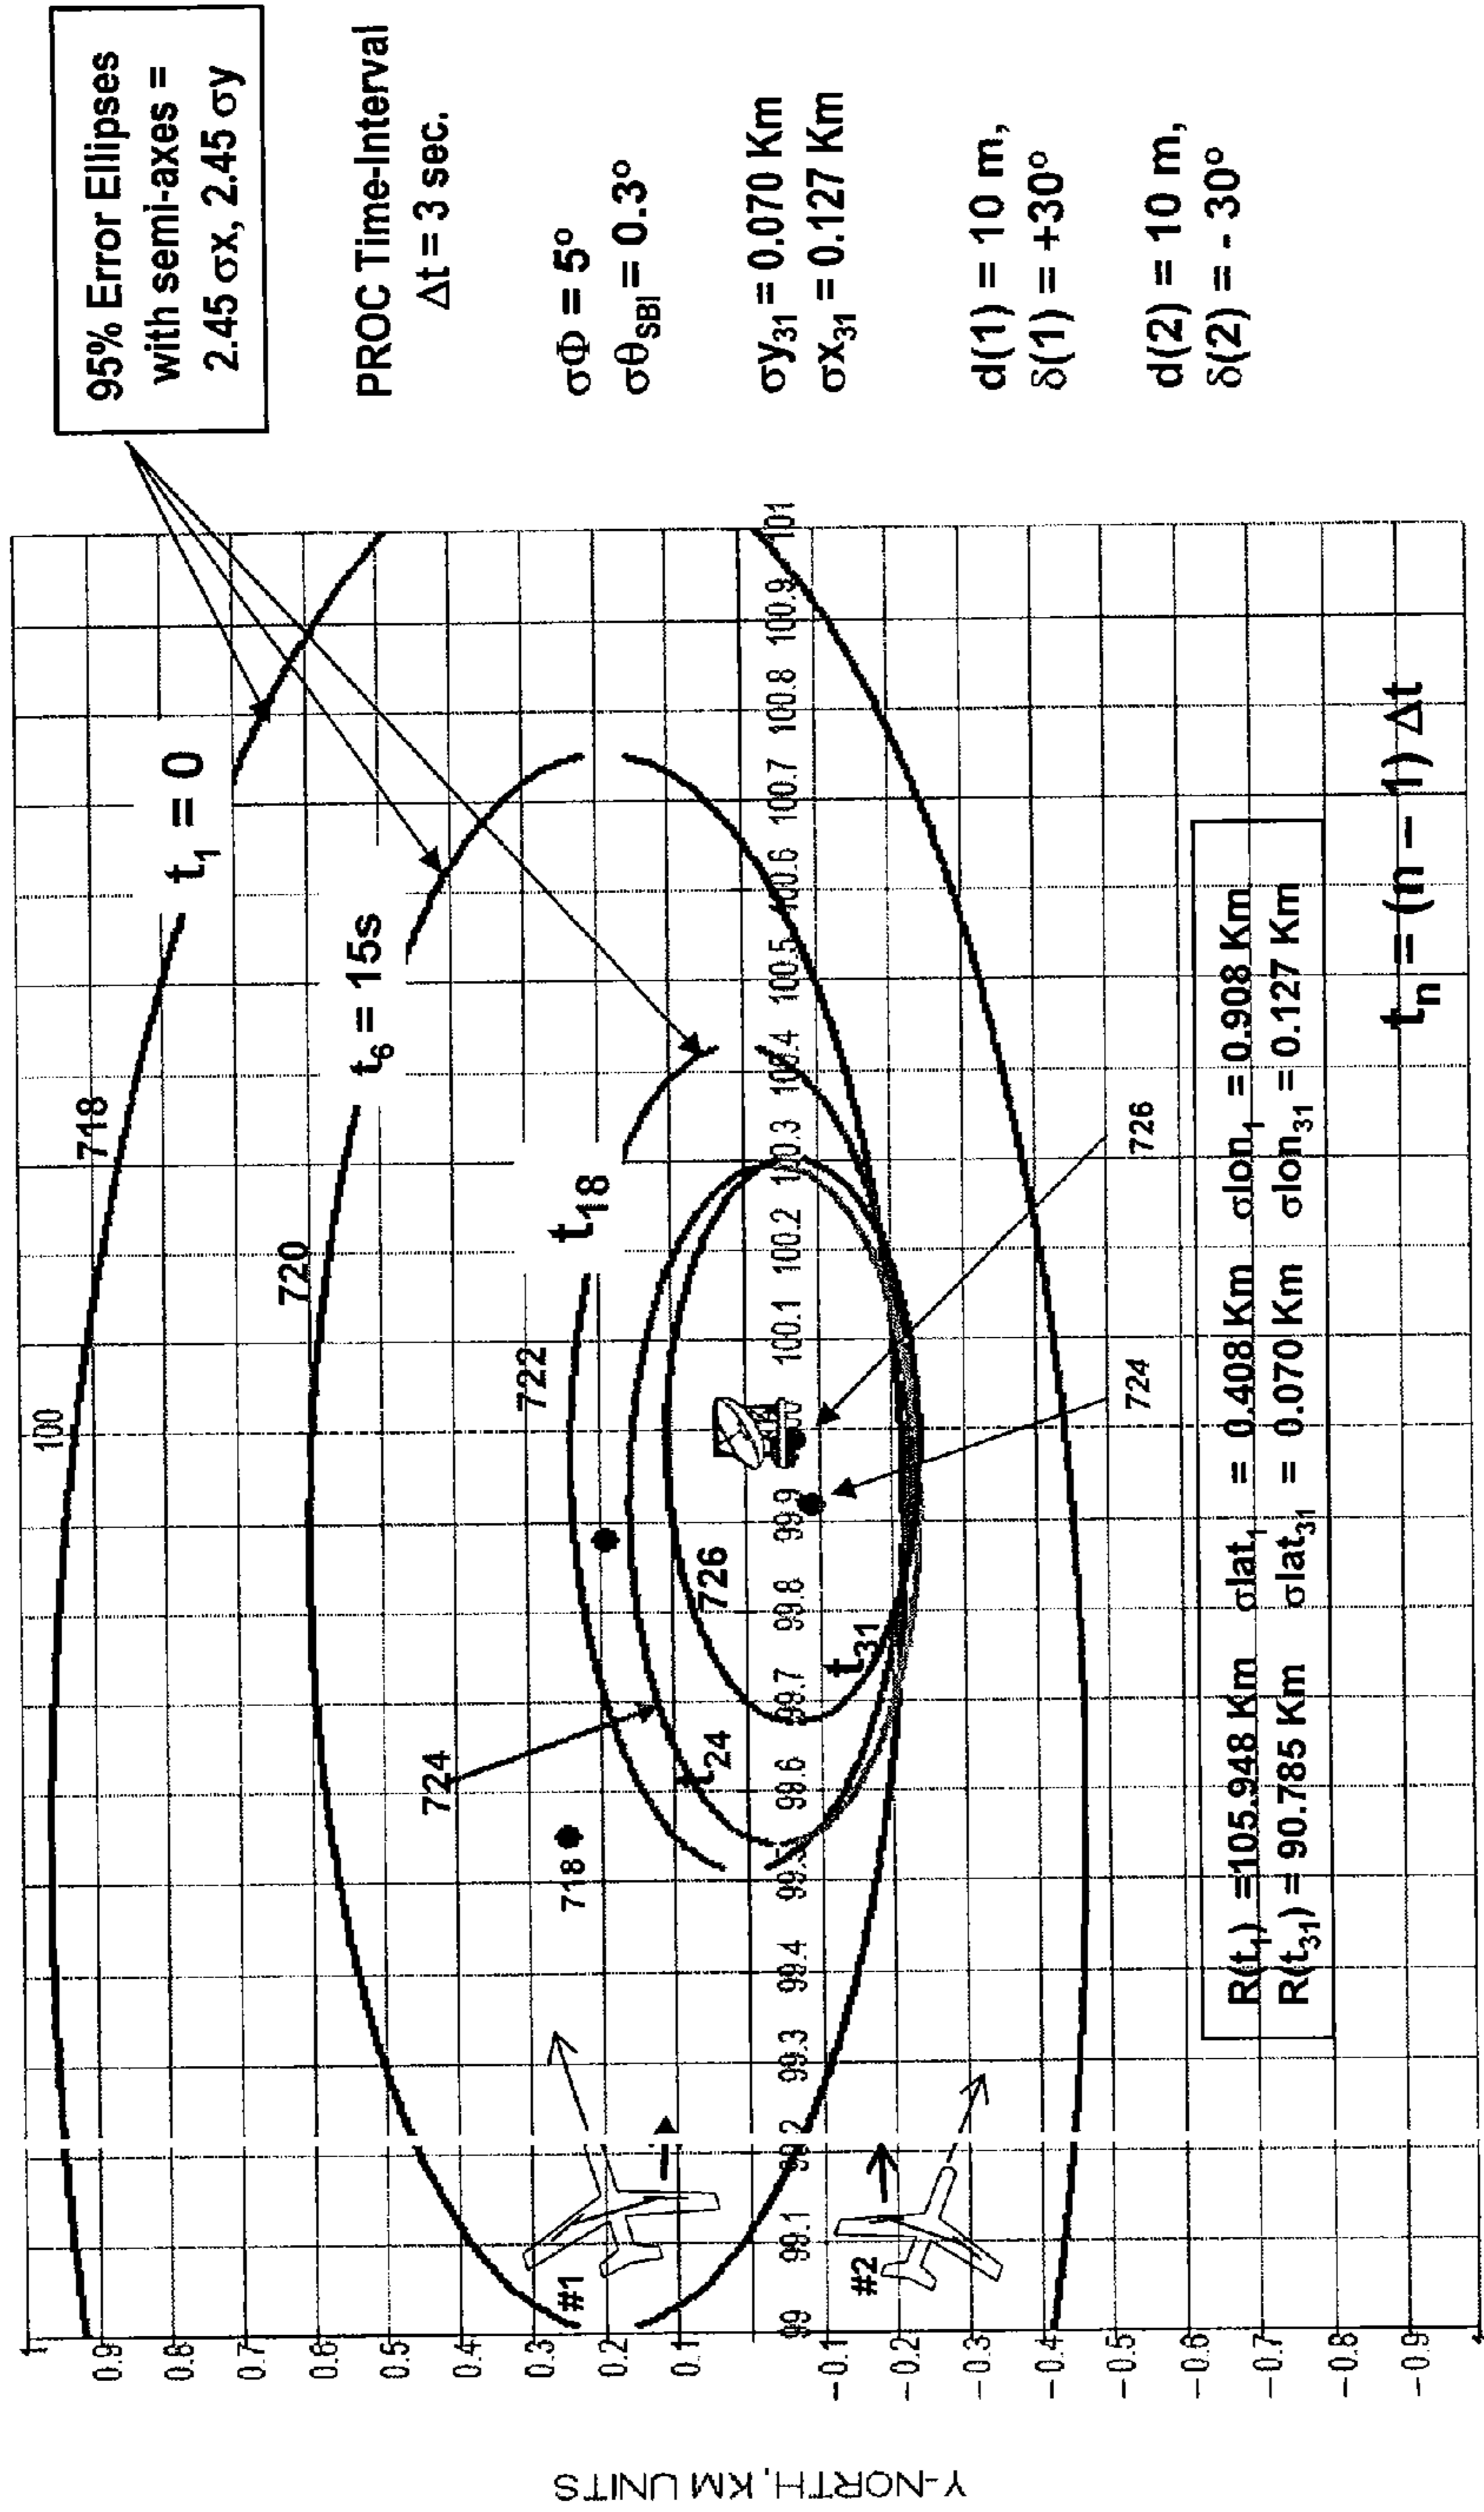 95% Error Ellipses
with semi-axes =
2.45 σx, 2.45 σy
PROC Time-Interval
Δt = 3 sec.
σΦ = 5°
σθSBI = 0.3°
σy31 = 0.070 Km
σx31 = 0.127 Km
d(1) = 10 m,
δ(1) = +30°
d(2) = 10 m,
δ(2) = - 30°
Y-NORTH, KM UNITS
1
0.9
0.8
0.7
0.6
0.5
0.4
0.3
0.2
0.1
-0.1
-0.2
-0.3
-0.4
-0.5
-0.6
-0.7
-0.8
-0.9
99
99.1
99.2
99.3
99.4
99.5
99.6
99.7
99.8
99.9
100.1
100.2
100.3
100.4
100.5
100.6
100.7
100.8
100.9
101
100
718
t1 = 0
720
t6 = 15s
722
t18
724
t24
726
t31
718
724
726
#1
#2
R(t1) =105.948 Km σlat1 = 0.408 Km σlon1 = 0.908 Km
R(t31) = 90.785 Km σlat31 = 0.070 Km σlon31 = 0.127 Km
tn = (n – 1) Δt